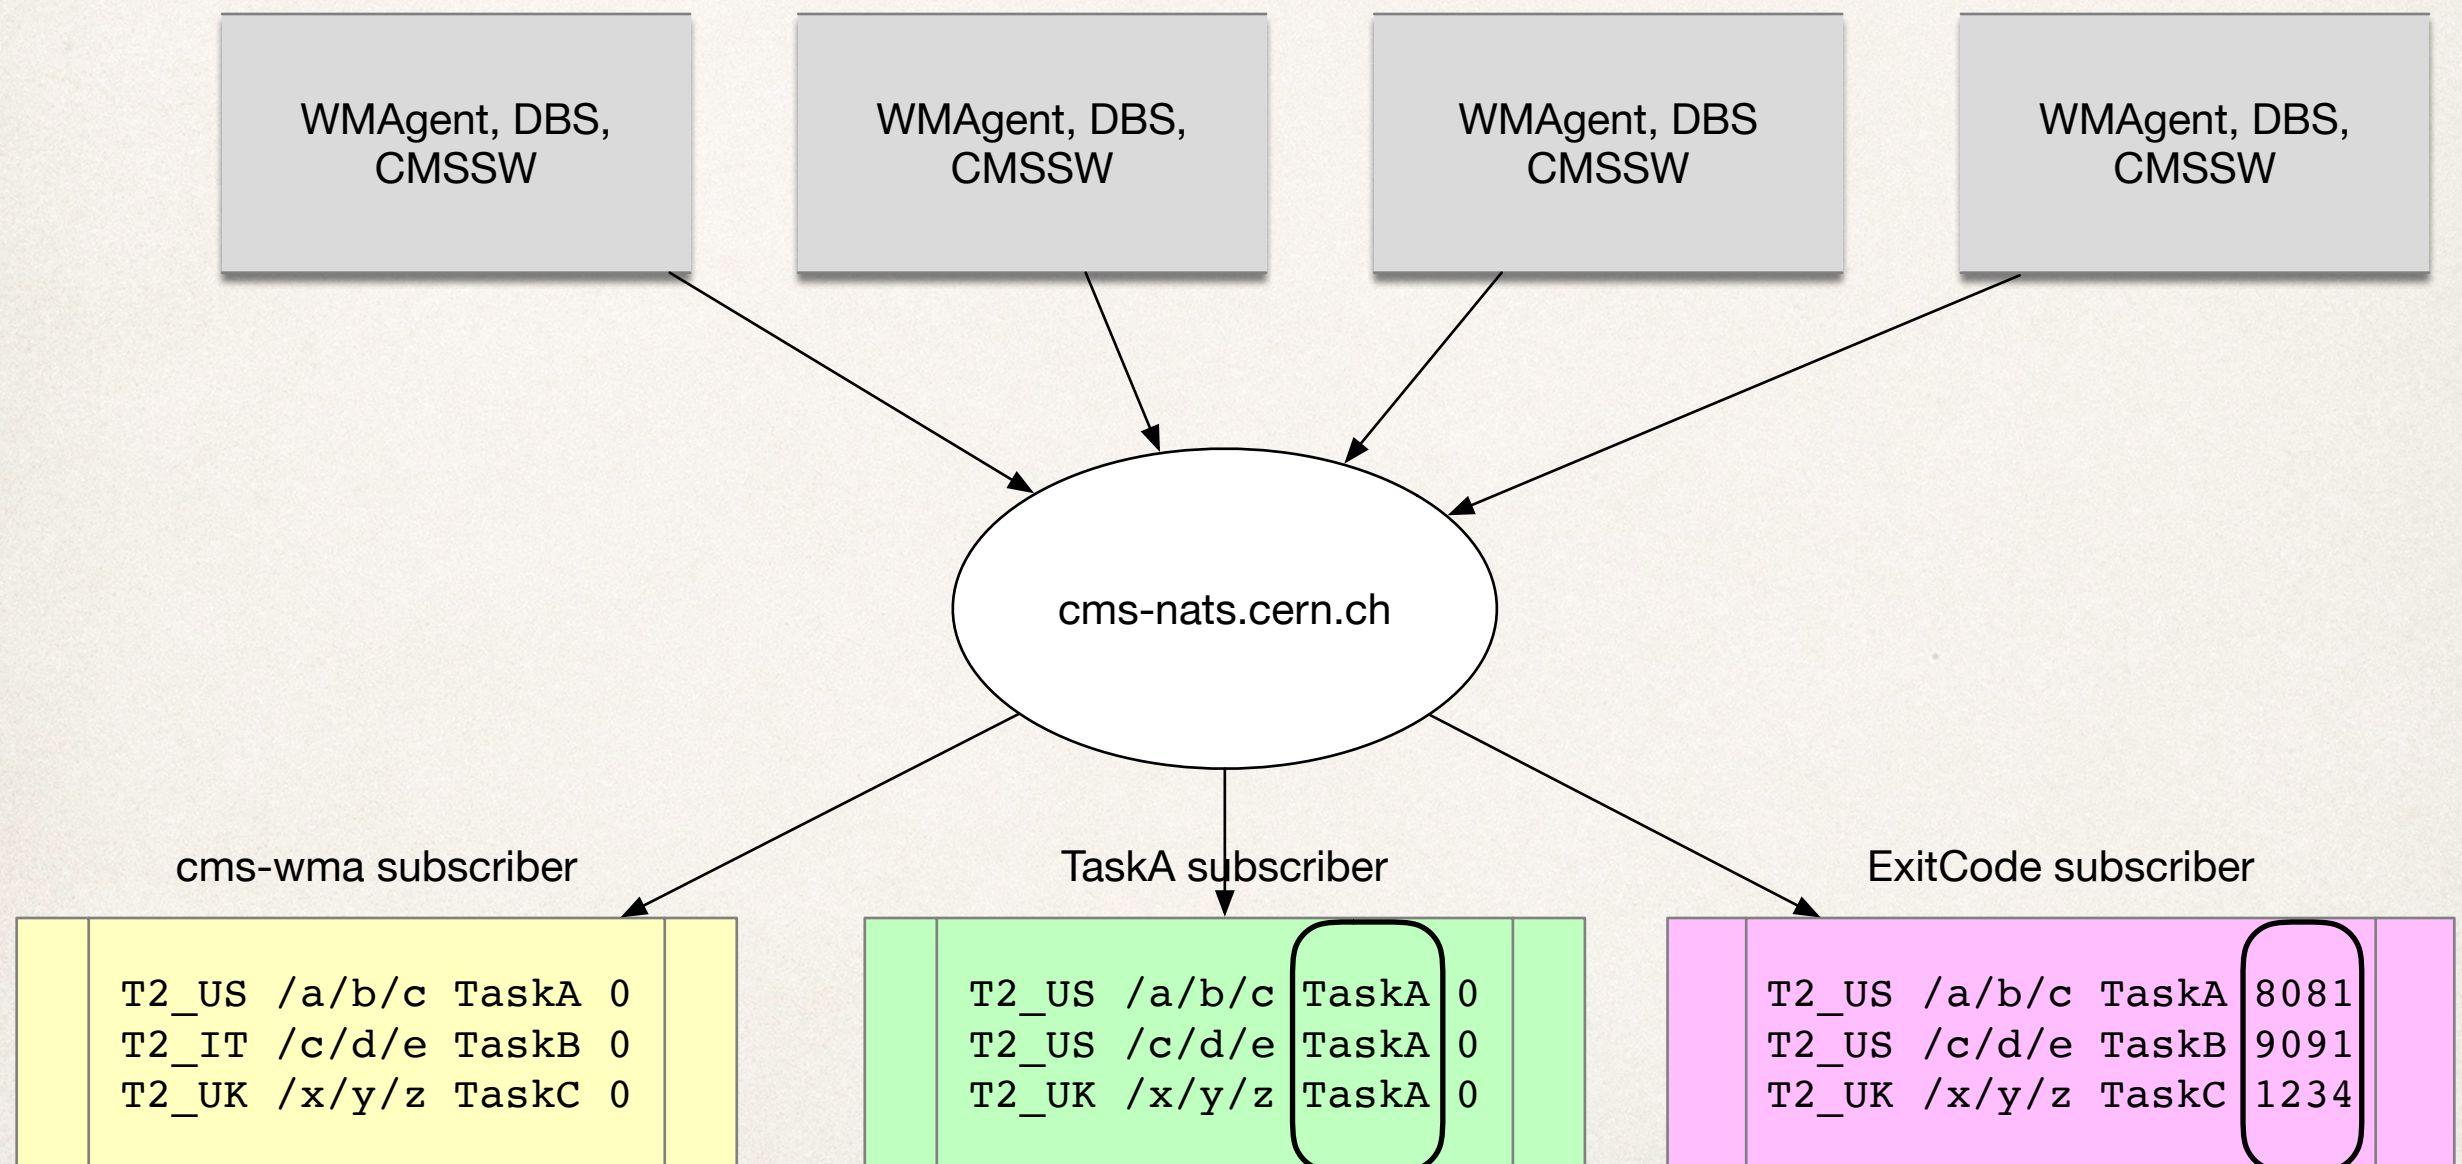 WMAgent, DBS,
CMSSW
WMAgent, DBS,
CMSSW
WMAgent, DBS
CMSSW
WMAgent, DBS,
CMSSW
cms-nats.cern.ch
cms-wma subscriber
T2_US /a/b/c TaskA 0
T2_IT /c/d/e TaskB 0
T2_UK /x/y/z TaskC 0
TaskA subscriber
T2_US /a/b/c TaskA 0
T2_US /c/d/e TaskA 0
T2_UK /x/y/z TaskA 0
ExitCode subscriber
T2_US /a/b/c TaskA 8081
T2_US /c/d/e TaskB 9091
T2_UK /x/y/z TaskC 1234